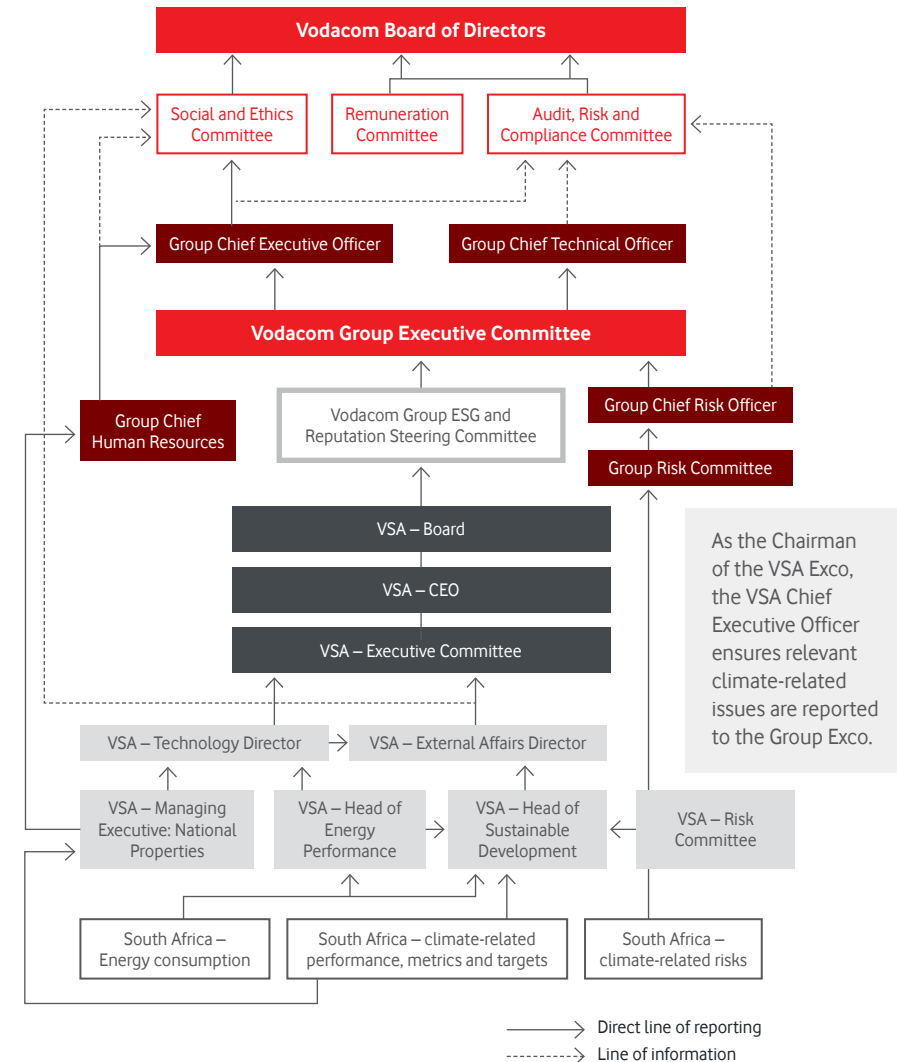 Vodacom Board of Directors
Social and Ethics
Committee
Remuneration
Committee
Audit, Risk and
Compliance Committee
Group Chief Executive Officer
Group Chief Technical Officer
Vodacom Group Executive Committee
Group Chief
Human Resources
Vodacom Group ESG and
Reputation Steering Committee
Group Chief Risk Officer
Group Risk Committee
VSA – Board
VSA – CEO
VSA – Executive Committee
As the Chairman
of the VSA Exco,
the VSA Chief
Executive Officer
ensures relevant
climate-related
issues are reported
to the Group Exco.
VSA – Technology Director
VSA – External Affairs Director
VSA – Managing
Executive: National
Properties
VSA – Head of
Energy
Performance
VSA – Head of
Sustainable
Development
VSA – Risk
Committee
South Africa –
Energy consumption
South Africa – climate-related
performance, metrics and targets
South Africa –
climate-related risks
Direct line of reporting
Line of information